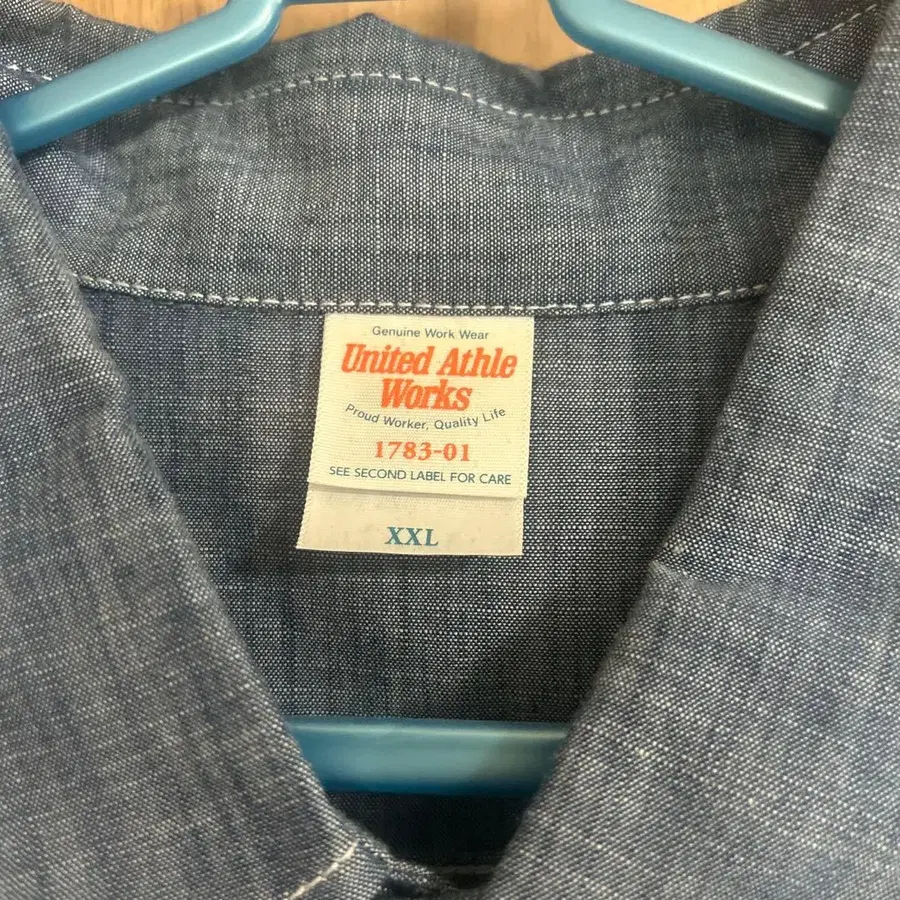 Genuine Work Wear
United Athle
Works
Proud Worker, Quality Life
1783-01
SEE SECOND LABEL FOR CARE
XXL